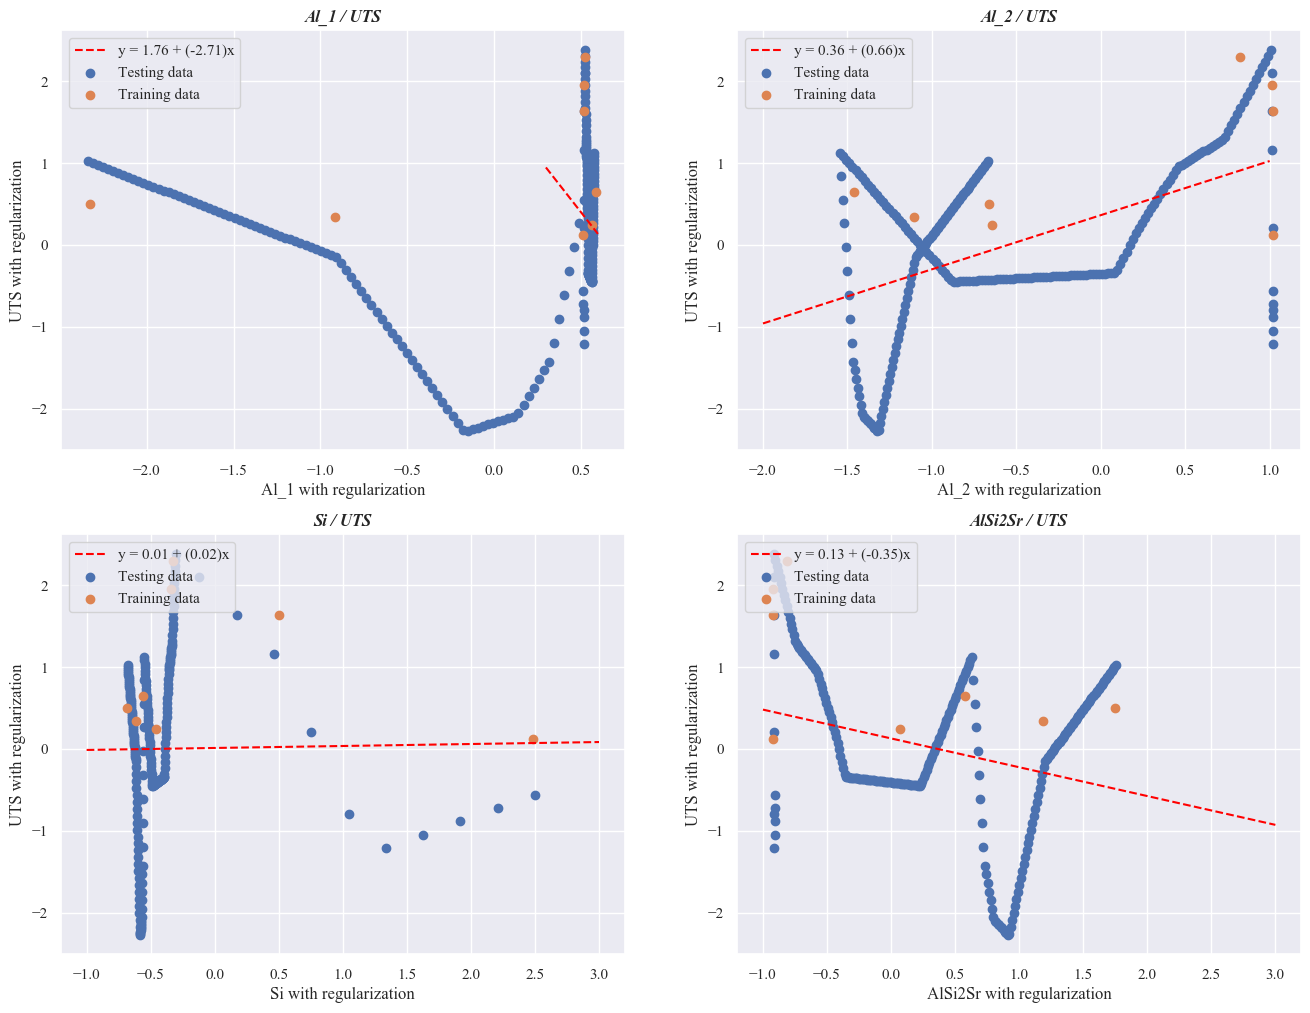 Al_1 / UTS
y = 1.76 + (-2.71)x
Testing data
Training data
UTS with regularization
2
1
0
−1
−2
−2.0 −1.5 −1.0 −0.5 0.0 0.5
Al_1 with regularization
Al_2 / UTS
y = 0.36 + (0.66)x
Testing data
Training data
UTS with regularization
2
1
0
−1
−2
−2.0 −1.5 −1.0 −0.5 0.0 0.5 1.0
Al_2 with regularization
Si / UTS
y = 0.01 + (0.02)x
Testing data
Training data
UTS with regularization
2
1
0
−1
−2
−1.0 −0.5 0.0 0.5 1.0 1.5 2.0 2.5 3.0
Si with regularization
AlSi2Sr / UTS
y = 0.13 + (-0.35)x
Testing data
Training data
UTS with regularization
2
1
0
−1
−2
−1.0 −0.5 0.0 0.5 1.0 1.5 2.0 2.5 3.0
AlSi2Sr with regularization